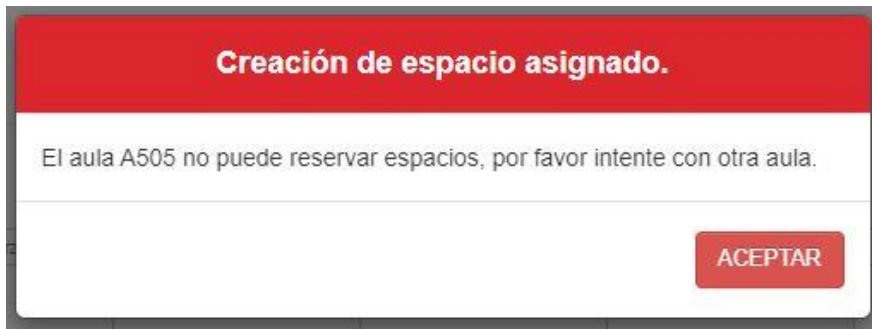 Creación de espacio asignado.
El aula A505 no puede reservar espacios, por favor intente con otra aula.
ACEPTAR